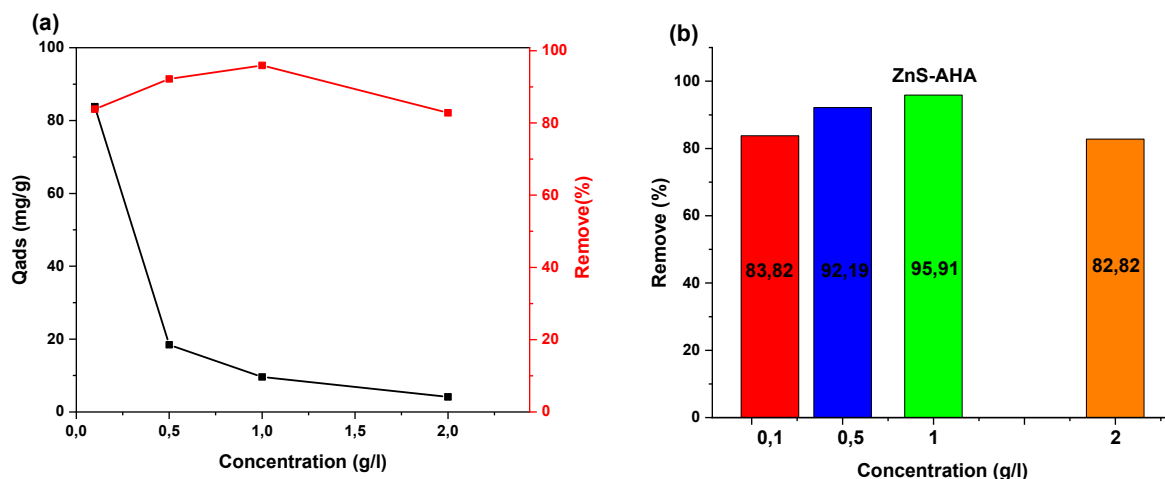 (a)
100
80
60
40
20
0
Qads (mg/g)
0,0 0,5 1,0 1,5 2,0
Concentration (g/l)
100
80
60
40
20
0
Remove(%)
(b)
100
80
60
40
20
0
Remove (%)
ZnS-AHA
83,82 92,19 95,91 82,82
0,1 0,5 1 2
Concentration (g/l)